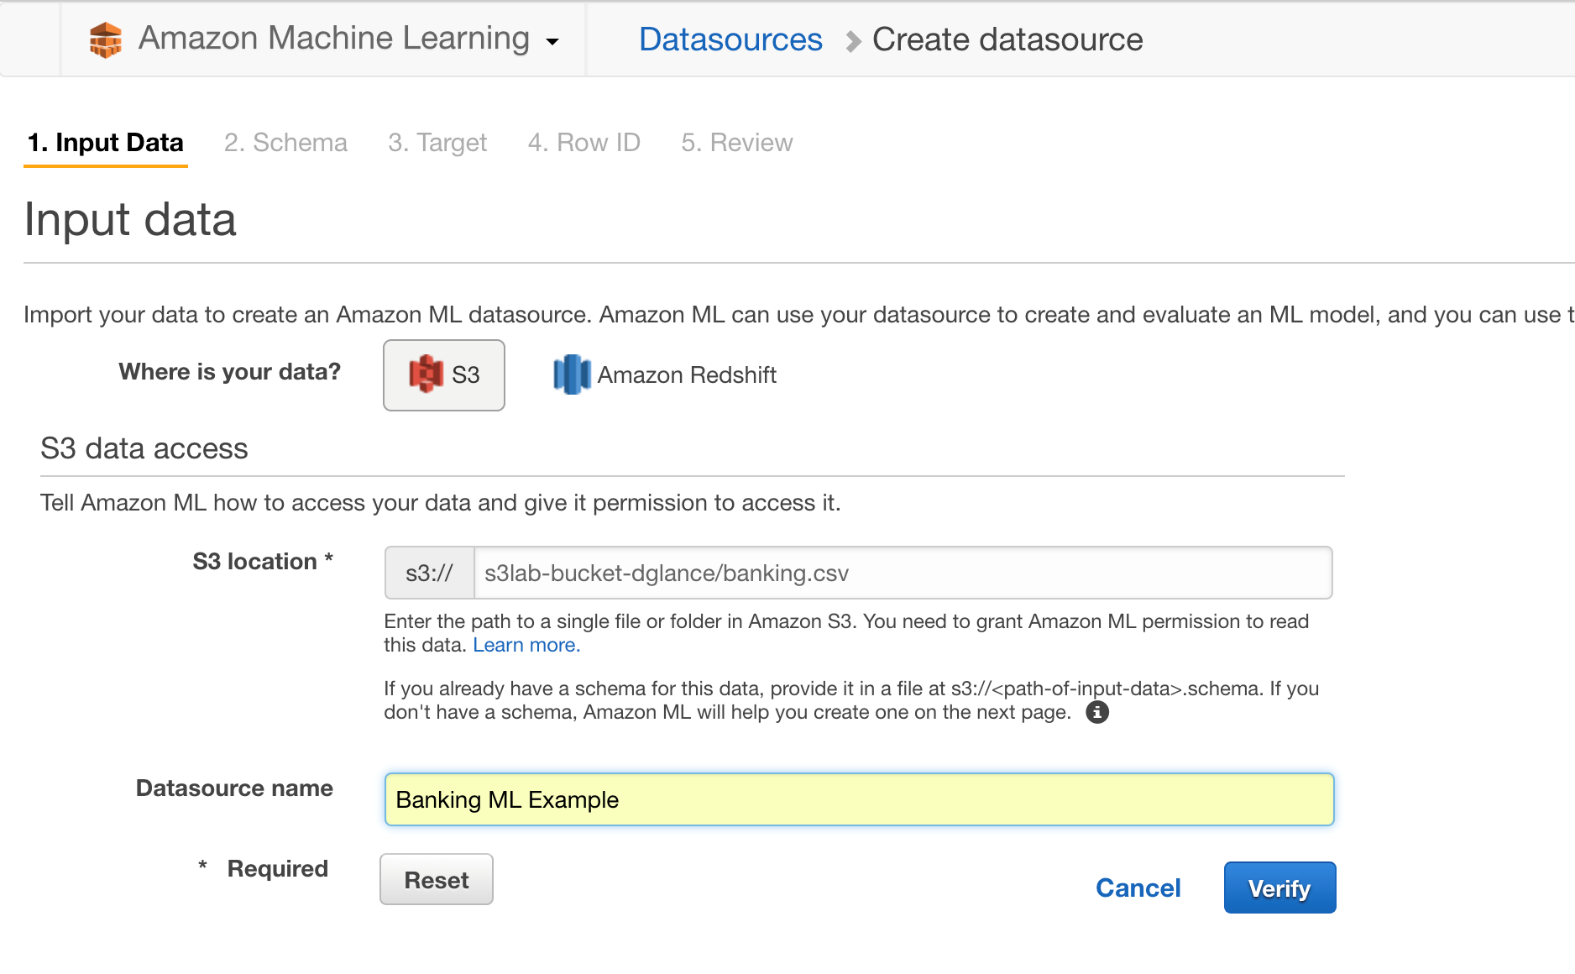 Amazon Machine Learning
Datasources Create datasource
1. Input Data 2. Schema 3. Target 4. Row ID 5. Review
Input data
Import your data to create an Amazon ML datasource. Amazon ML can use your datasource to create and evaluate an ML model, and you can use t
Where is your data? S3 Amazon Redshift
S3 data access
Tell Amazon ML how to access your data and give it permission to access it.
S3 location * s3:// s3lab-bucket-dglance/banking.csv
Enter the path to a single file or folder in Amazon S3. You need to grant Amazon ML permission to read
this data. Learn more.
If you already have a schema for this data, provide it in a file at s3://<path-of-input-data>.schema. If you
don't have a schema, Amazon ML will help you create one on the next page.
Datasource name Banking ML Example
* Required Reset Cancel Verify